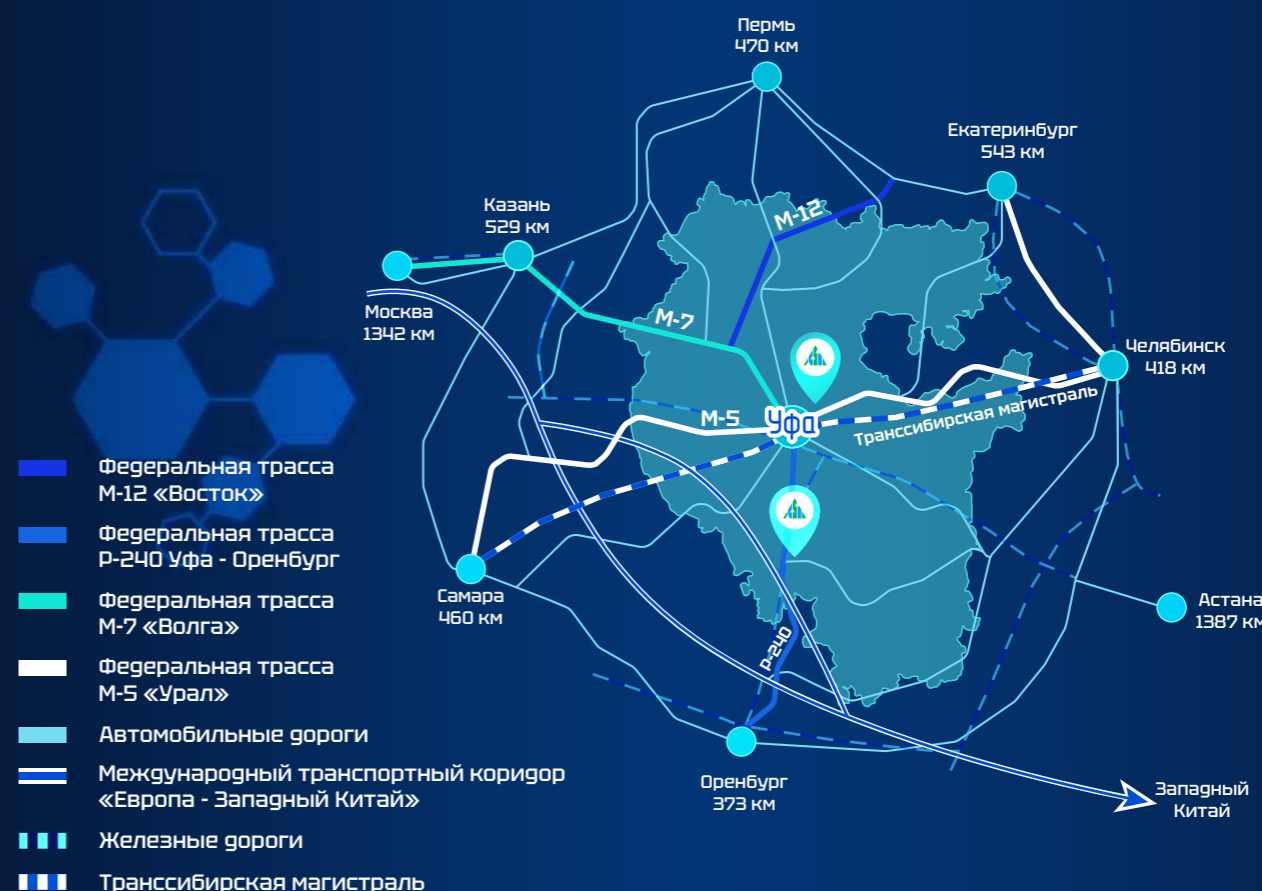 Пермь
470 км
Екатеринбург
543 км
Казань
529 км
М-12
Москва
1342 км
М-7
Челябинск
418 км
М-5
Уфа
Транссибирская магистраль
Федеральная трасса
М-12 «Восток»
Федеральная трасса
Р-240 Уфа - Оренбург
Федеральная трасса
М-7 «Волга»
Федеральная трасса
М-5 «Урал»
Автомобильные дороги
Международный транспортный коридор
«Европа - Западный Китай»
Железные дороги
Транссибирская магистраль
Самара
460 км
Астана
1387 км
Р-240
Оренбург
373 км
Западный
Китай